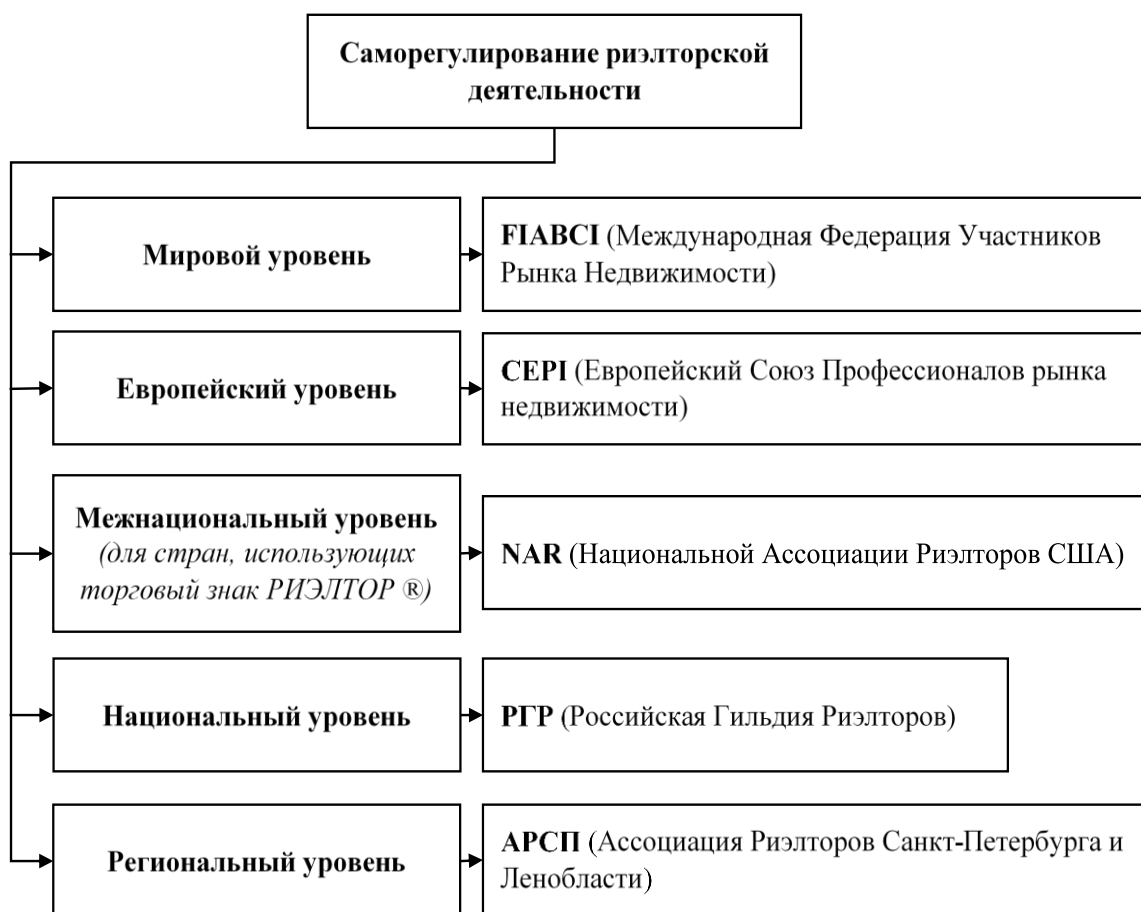 Саморегулирование риэлторской
деятельности
Мировой уровень
FIABCI (Международная Федерация Участников
Рынка Недвижимости)
Европейский уровень
CEPI (Европейский Союз Профессионалов рынка
недвижимости)
Межнациональный уровень
(для стран, использующих
торговый знак РИЭЛТОР ®)
NAR (Национальной Ассоциации Риэлторов США)
Национальный уровень
РГР (Российская Гильдия Риэлторов)
Региональный уровень
АРСП (Ассоциация Риэлторов Санкт-Петербурга и
Ленобласти)